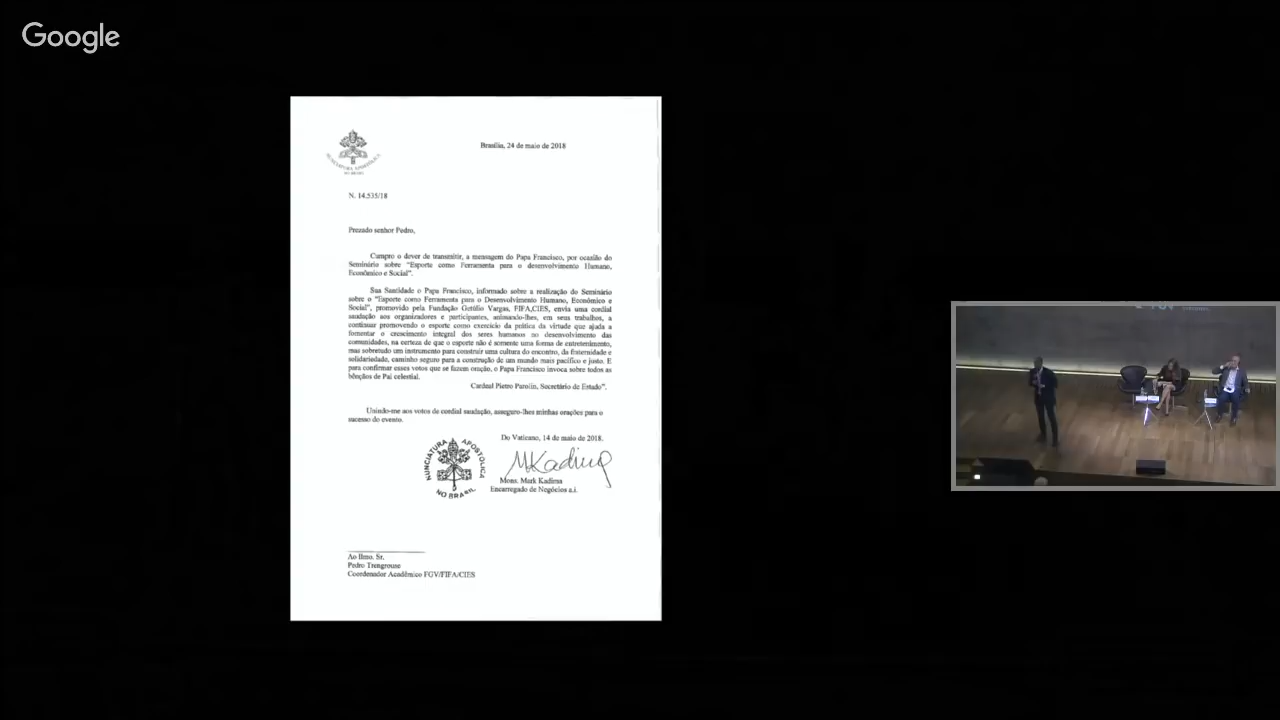 Google
NUNCIATURA APOSTÓLICA
NO BRASIL
Brasília, 24 de maio de 2018
N. 14.535/18
Prezado senhor Pedro,
Cumpro o dever de transmitir, a mensagem do Papa Francisco, por ocasião do
Seminário sobre "Esporte como Ferramenta para o desenvolvimento Humano,
Econômico e Social".
Sua Santidade o Papa Francisco, informado sobre a realização do Seminário
sobre o "Esporte como Ferramenta para o Desenvolvimento Humano, Econômico e
Social", promovido pela Fundação Getúlio Vargas, FIFA,CIES, envia uma cordial
saudação aos organizadores e participantes, animando-lhes, em seus trabalhos, a
continuar promovendo o esporte como exercício da prática da virtude que ajuda a
fomentar o crescimento integral dos seres humanos no desenvolvimento das
comunidades, na certeza de que o esporte não é somente uma forma de entretenimento,
mas sobretudo um instrumento para construir uma cultura do encontro, da fraternidade e
solidariedade, caminho seguro para a construção de um mundo mais pacífico e justo. E
para confirmar esses votos que se fazem oração, o Papa Francisco invoca sobre todos as
bênçãos de Pai celestial.
Cardeal Pietro Parolin, Secretário de Estado".
Unindo-me aos votos de cordial saudação, asseguro-lhes minhas orações para o
sucesso do evento.
Do Vaticano, 14 de maio de 2018.
NUNCIATURA APOSTÓLICA
NO BRASIL
MKadima
Mons. Mark Kadima
Encarregado de Negócios a.i.
Ao Ilmo. Sr.
Pedro Trengrouse
Coordenador Acadêmico FGV/FIFA/CIES